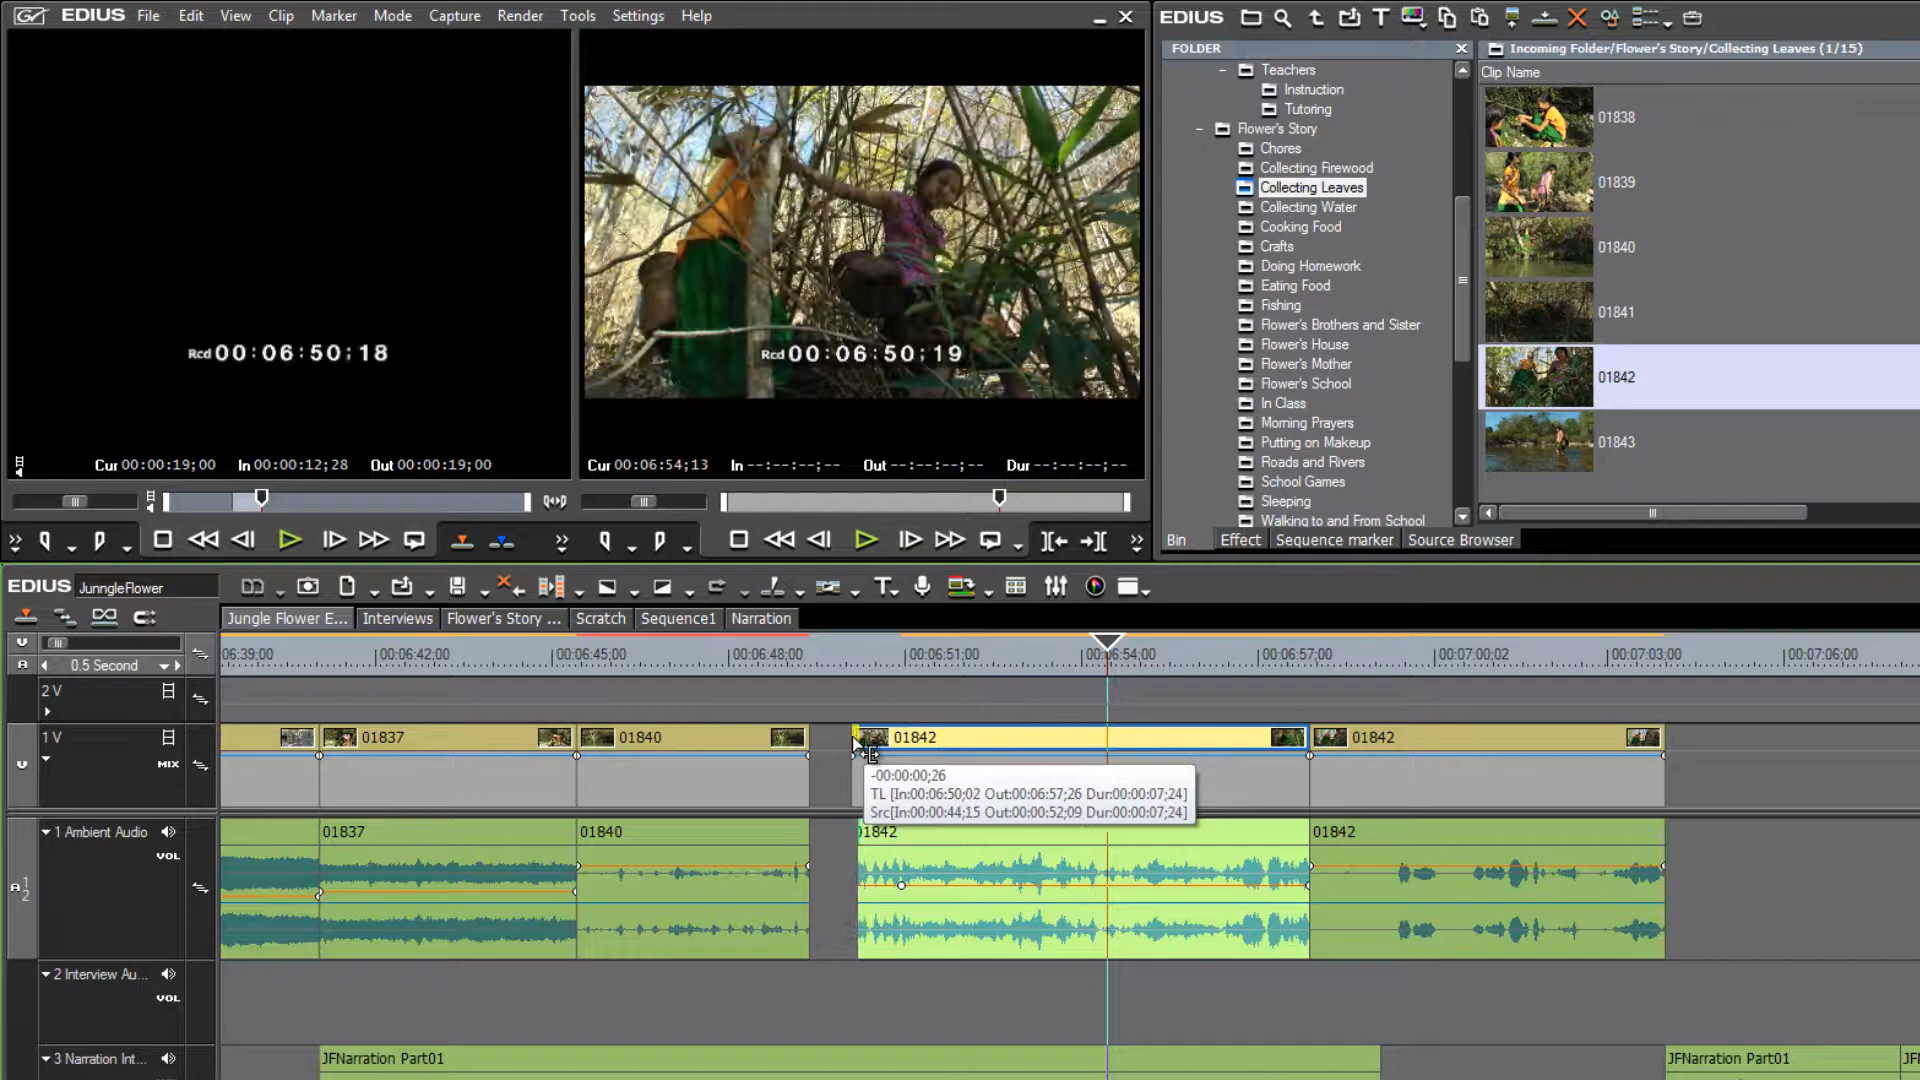 EDIUS File Edit View Clip Marker Mode Capture Render Tools Settings Help
Rcd 00:06:50;18
Cur 00:00:19;00 In 00:00:12;28 Out 00:00:19;00
Rcd 00:06:50;19
Cur 00:06:54;13 In --:--:--;-- Out --:--:--;-- Dur --:--:--;--
EDIUS
FOLDER
Teachers
Instruction
Tutoring
Flower's Story
Chores
Collecting Firewood
Collecting Leaves
Collecting Water
Cooking Food
Crafts
Doing Homework
Eating Food
Fishing
Flower's Brothers and Sister
Flower's House
Flower's Mother
Flower's School
In Class
Morning Prayers
Putting on Makeup
Roads and Rivers
School Games
Sleeping
Walking to and From School
Incoming Folder/Flower's Story/Collecting Leaves (1/15)
Clip Name
01838
01839
01840
01841
01842
01843
Bin Effect Sequence marker Source Browser
EDIUS JunngleFlower
Jungle Flower E... Interviews Flower's Story ... Scratch Sequence1 Narration
0.5 Second
06:39;00 00:06:42;00 00:06:45;00 00:06:48;00 00:06:51;00 00:06:54;00 00:06:57;00 00:07:00;02 00:07:03;00 00:07:06;00
2 V
1 V
MIX
01837 01840 01842 01842
-00:00:00;26
TL [In:00:06:50;02 Out:00:06:57;26 Dur:00:00:07;24]
Src[In:00:00:44;15 Out:00:00:52;09 Dur:00:00:07;24]
1 Ambient Audio
VOL
A 1 2
01837 01840 01842 01842
2 Interview Au...
VOL
3 Narration Int...
JFNarration Part01 JFNarration Part01 JF